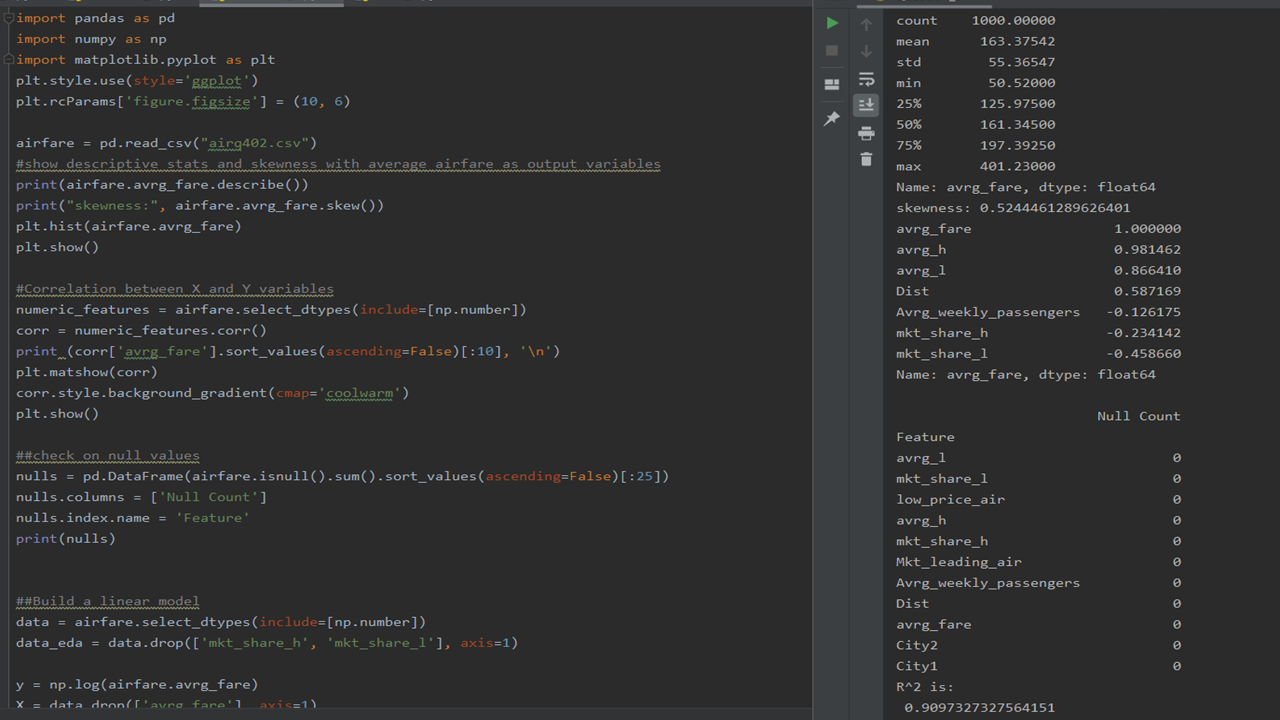 import pandas as pd
import numpy as np
import matplotlib.pyplot as plt
plt.style.use(style='ggplot')
plt.rcParams['figure.figsize'] = (10, 6)
airfare = pd.read_csv("airq402.csv")
#show descriptive stats and skewness with average airfare as output variables
print(airfare.avrg_fare.describe())
print("skewness:", airfare.avrg_fare.skew())
plt.hist(airfare.avrg_fare)
plt.show()
#Correlation between X and Y variables
numeric_features = airfare.select_dtypes(include=[np.number])
corr = numeric_features.corr()
print (corr['avrg_fare'].sort_values(ascending=False)[:10], '\n')
plt.matshow(corr)
corr.style.background_gradient(cmap='coolwarm')
plt.show()
##check on null values
nulls = pd.DataFrame(airfare.isnull().sum().sort_values(ascending=False)[:25])
nulls.columns = ['Null Count']
nulls.index.name = 'Feature'
print(nulls)
##Build a linear model
data = airfare.select_dtypes(include=[np.number])
data_eda = data.drop(['mkt_share_h', 'mkt_share_l'], axis=1)
y = np.log(airfare.avrg_fare)
X = data.drop(['avrg_fare'], axis=1)
count 1000.00000
mean 163.37542
std 55.36547
min 50.52000
25% 125.97500
50% 161.34500
75% 197.39250
max 401.23000
Name: avrg_fare, dtype: float64
skewness: 0.5244461289626401
avrg_fare 1.000000
avrg_h 0.981462
avrg_l 0.866410
Dist 0.587169
Avrg_weekly_passengers -0.126175
mkt_share_h -0.234142
mkt_share_l -0.458660
Name: avrg_fare, dtype: float64
Null Count
Feature
avrg_l 0
mkt_share_l 0
low_price_air 0
avrg_h 0
mkt_share_h 0
Mkt_leading_air 0
Avrg_weekly_passengers 0
Dist 0
avrg_fare 0
City2 0
City1 0
R^2 is:
0.9097327327564151